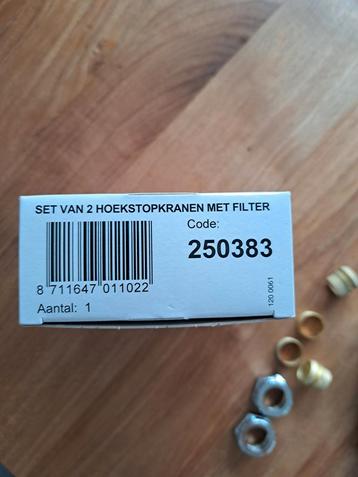 SET VAN 2 HOEKSTOPKRANEN MET FILTER
Code:
250383
8 711647 011022
Aantal: 1
120 0061